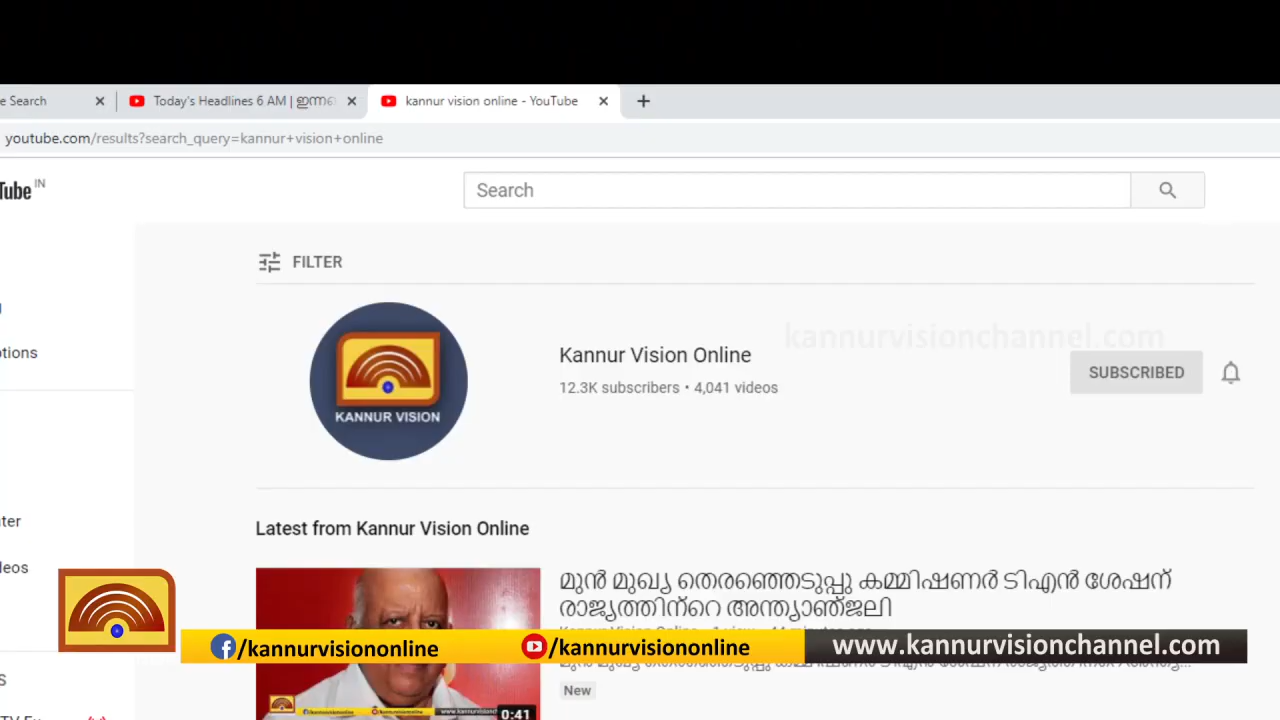 e Search
Today's Headlines 6 AM | ഇന്നത്
kannur vision online - YouTube
youtube.com/results?search_query=kannur+vision+online
Tube IN
Search
FILTER
kannurvisionchannel.com
Kannur Vision Online
SUBSCRIBED
12.3K subscribers • 4,041 videos
KANNUR VISION
ptions
Latest from Kannur Vision Online
uter
eos
മുൻ മുഖ്യ തെരഞ്ഞെടുപ്പു കമ്മിഷണർ ടിഎൻ ശേഷന്
രാജ്യത്തിന്റെ അന്ത്യാഞ്ജലി
/kannurvisiononline
/kannurvisiononline
www.kannurvisionchannel.com
New
S
0:41